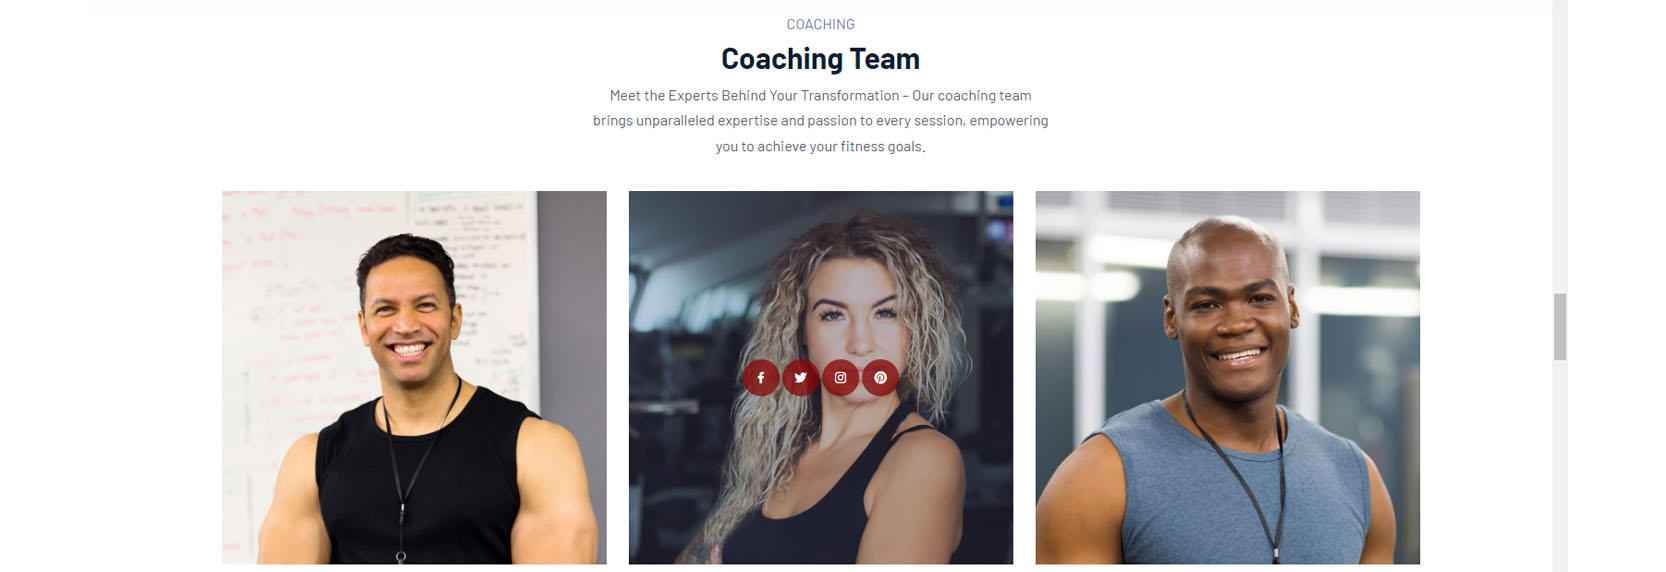 COACHING
Coaching Team
Meet the Experts Behind Your Transformation – Our coaching team
brings unparalleled expertise and passion to every session, empowering
you to achieve your fitness goals.